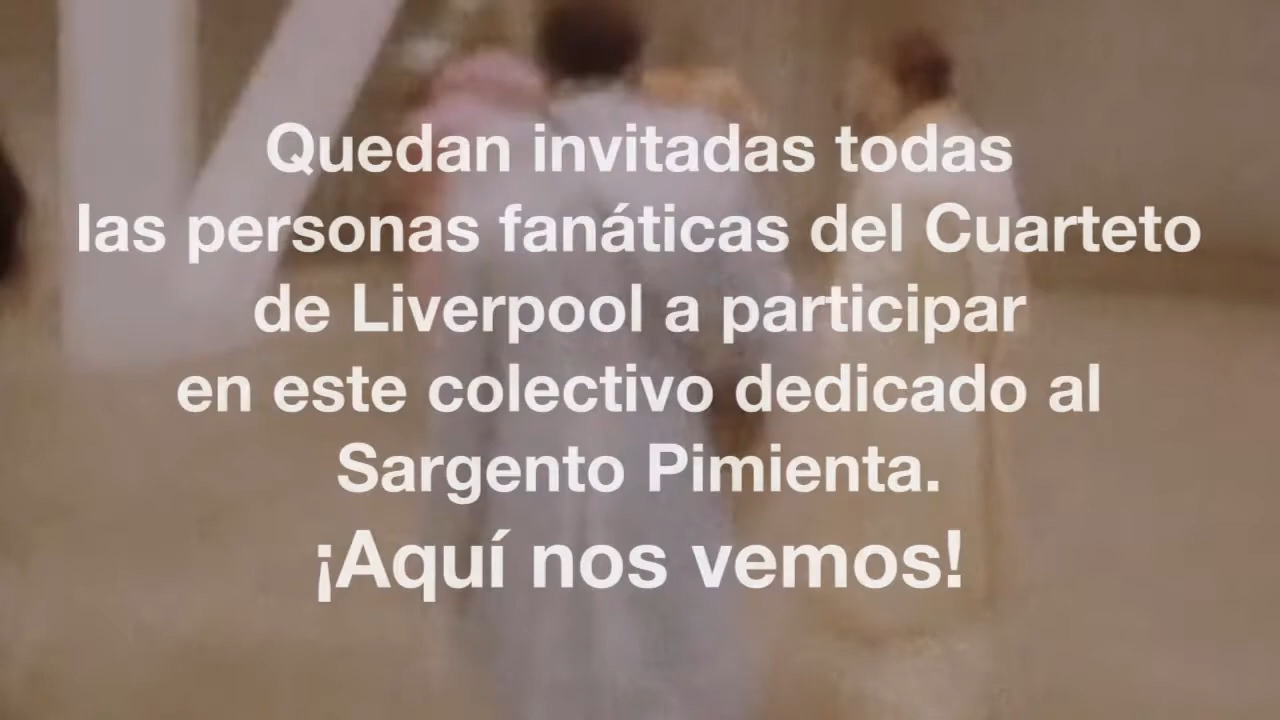 Quedan invitadas todas
las personas fanáticas del Cuarteto
de Liverpool a participar
en este colectivo dedicado al
Sargento Pimienta.
¡Aquí nos vemos!